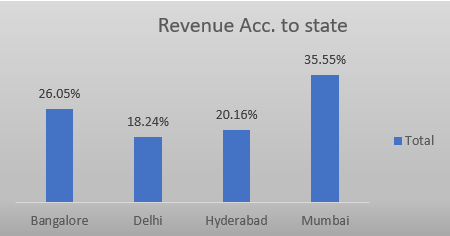 Revenue Acc. to state
35.55%
26.05%
20.16%
18.24%
Total
Bangalore Delhi Hyderabad Mumbai